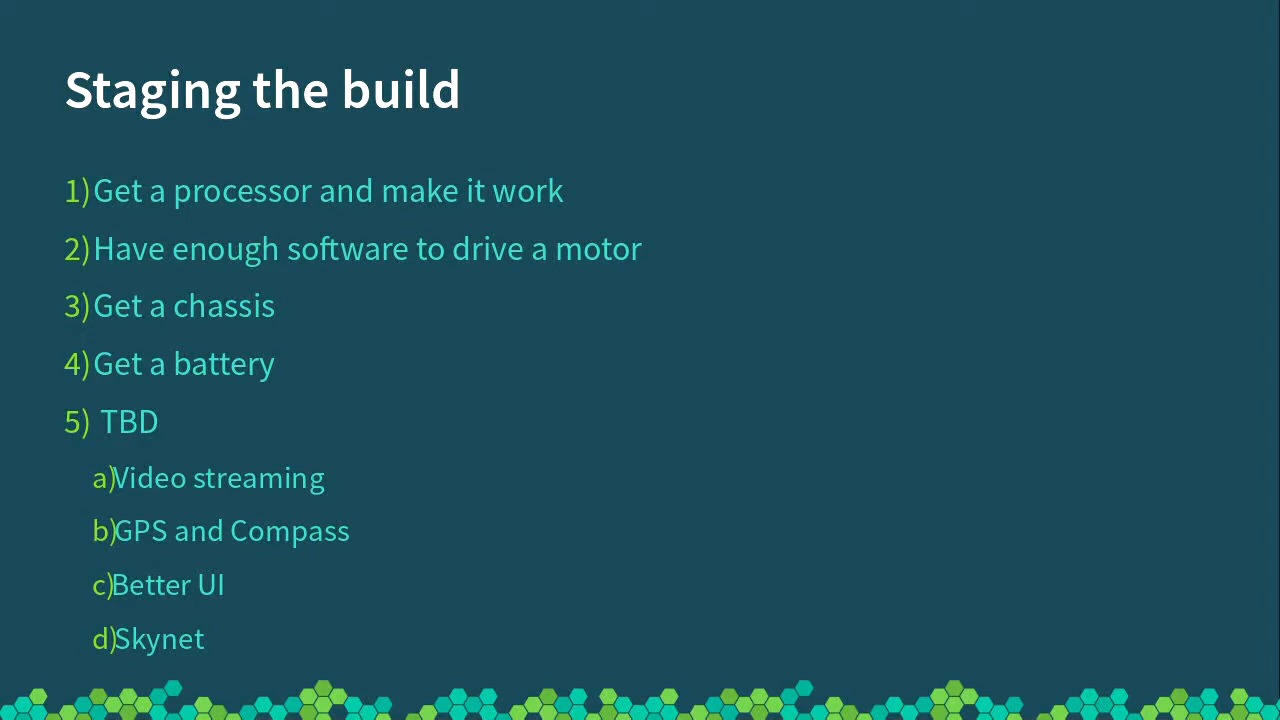 Staging the build
1) Get a processor and make it work
2) Have enough software to drive a motor
3) Get a chassis
4) Get a battery
5) TBD
a) Video streaming
b) GPS and Compass
c) Better UI
d) Skynet